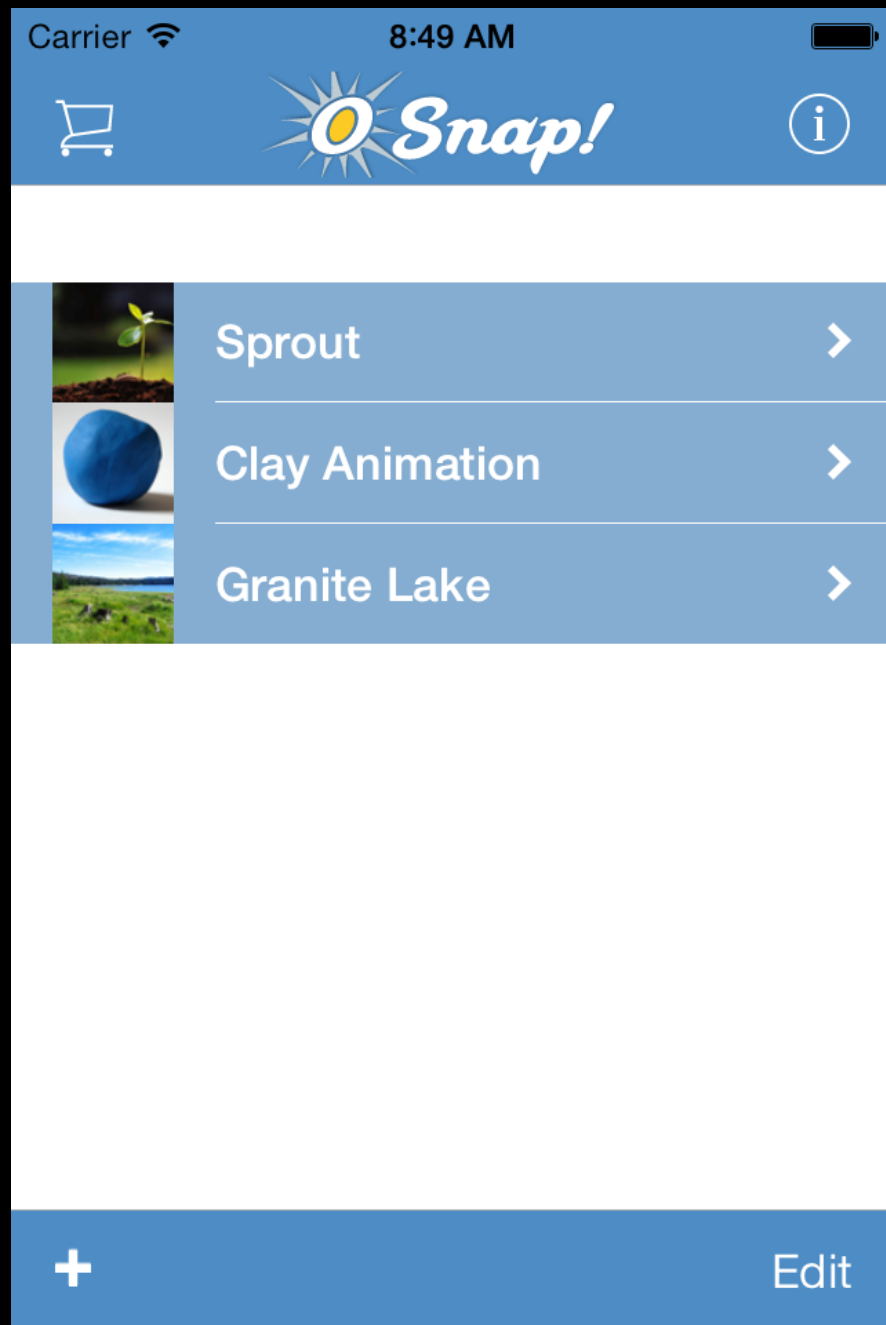 Carrier 8:49 AM
O Snap!
i
Sprout
Clay Animation
Granite Lake
+ Edit